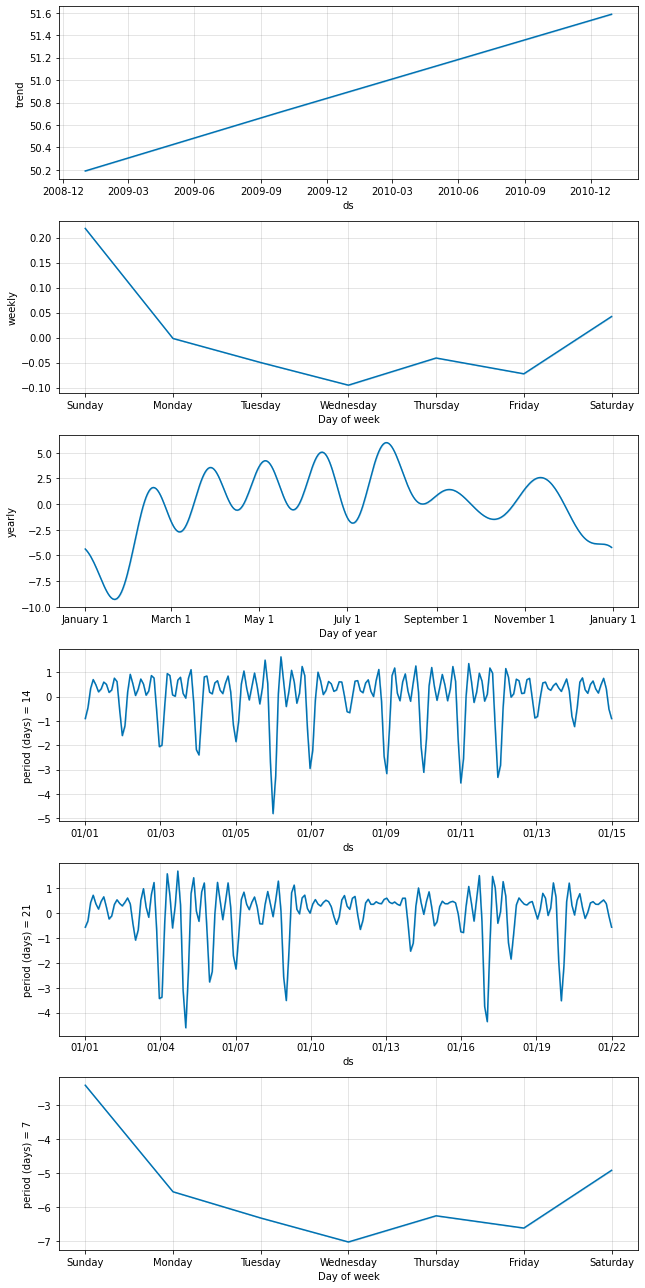 51.6
51.4
51.2
51.0
50.8
50.6
50.4
50.2
trend
2008-12 2009-03 2009-06 2009-09 2009-12 2010-03 2010-06 2010-09 2010-12
ds
0.20
0.15
0.10
0.05
0.00
−0.05
−0.10
weekly
Sunday Monday Tuesday Wednesday Thursday Friday Saturday
Day of week
5.0
2.5
0.0
−2.5
−5.0
−7.5
−10.0
yearly
January 1 March 1 May 1 July 1 September 1 November 1 January 1
Day of year
1
0
−1
−2
−3
−4
−5
period (days) = 14
01/01 01/03 01/05 01/07 01/09 01/11 01/13 01/15
ds
1
0
−1
−2
−3
−4
period (days) = 21
01/01 01/04 01/07 01/10 01/13 01/16 01/19 01/22
ds
−3
−4
−5
−6
−7
period (days) = 7
Sunday Monday Tuesday Wednesday Thursday Friday Saturday
Day of week